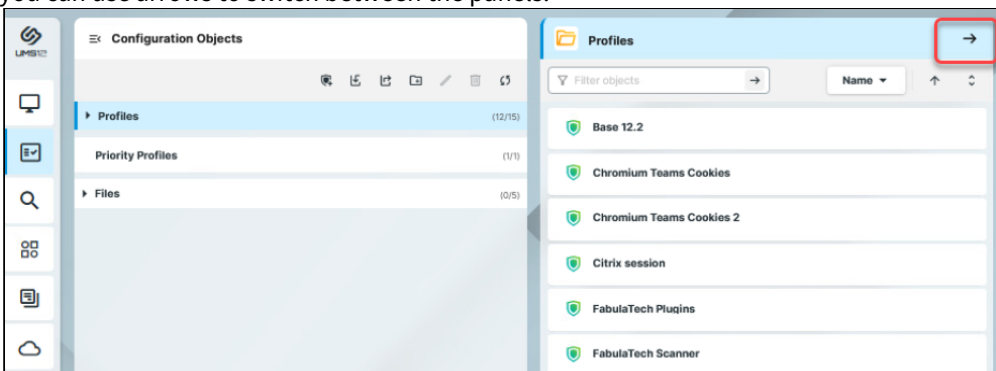 you can use arrows to switch between the panels.
UMS12
Configuration Objects
Profiles (12/15)
Priority Profiles (1/1)
Files (0/5)
Profiles
Filter objects
Name
Base 12.2
Chromium Teams Cookies
Chromium Teams Cookies 2
Citrix session
FabulaTech Plugins
FabulaTech Scanner